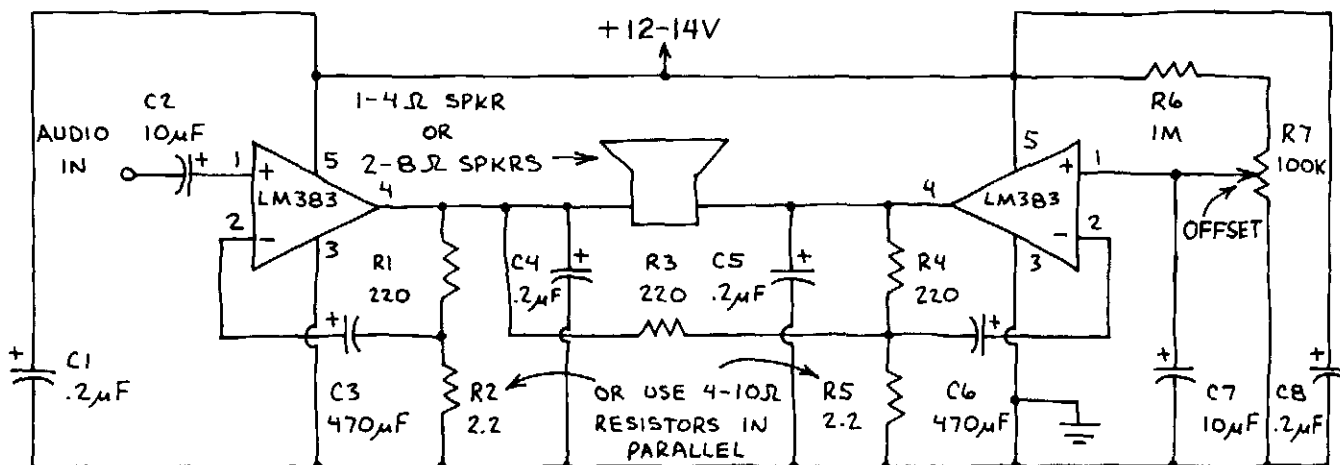 +12-14V
1-4Ω SPKR
OR
2-8Ω SPKRS
C2
10µF
AUDIO
IN
1
+
5
LM383
4
2
-
3
R1
220
C4
.2µF
+
R3
220
C5
.2µF
+
R4
220
4
LM383
5
+
1
-
2
3
R6
1M
R7
100K
OFFSET
+
C1
.2µF
+
C3
470µF
R2
2.2
OR USE 4-10Ω
RESISTORS IN
PARALLEL
R5
2.2
+
C6
470µF
+
C7
10µF
+
C8
.2µF
+